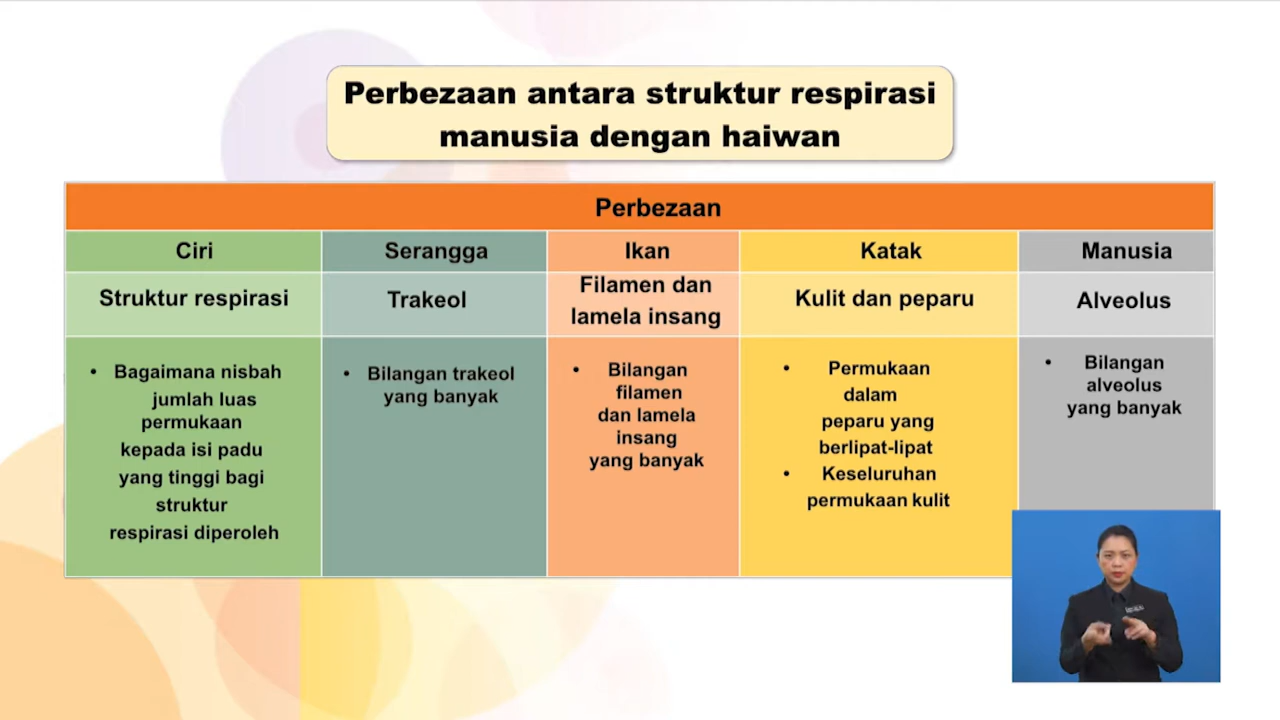 Perbezaan antara struktur respirasi
manusia dengan haiwan
Perbezaan
Ciri
Serangga
Ikan
Katak
Manusia
Struktur respirasi
Trakeol
Filamen dan
lamela insang
Kulit dan peparu
Alveolus
• Bagaimana nisbah
jumlah luas
permukaan
kepada isi padu
yang tinggi bagi
struktur
respirasi diperoleh
• Bilangan trakeol
yang banyak
• Bilangan
filamen
dan lamela
insang
yang banyak
• Permukaan
dalam
peparu yang
berlipat-lipat
• Keseluruhan
permukaan kulit
• Bilangan
alveolus
yang banyak